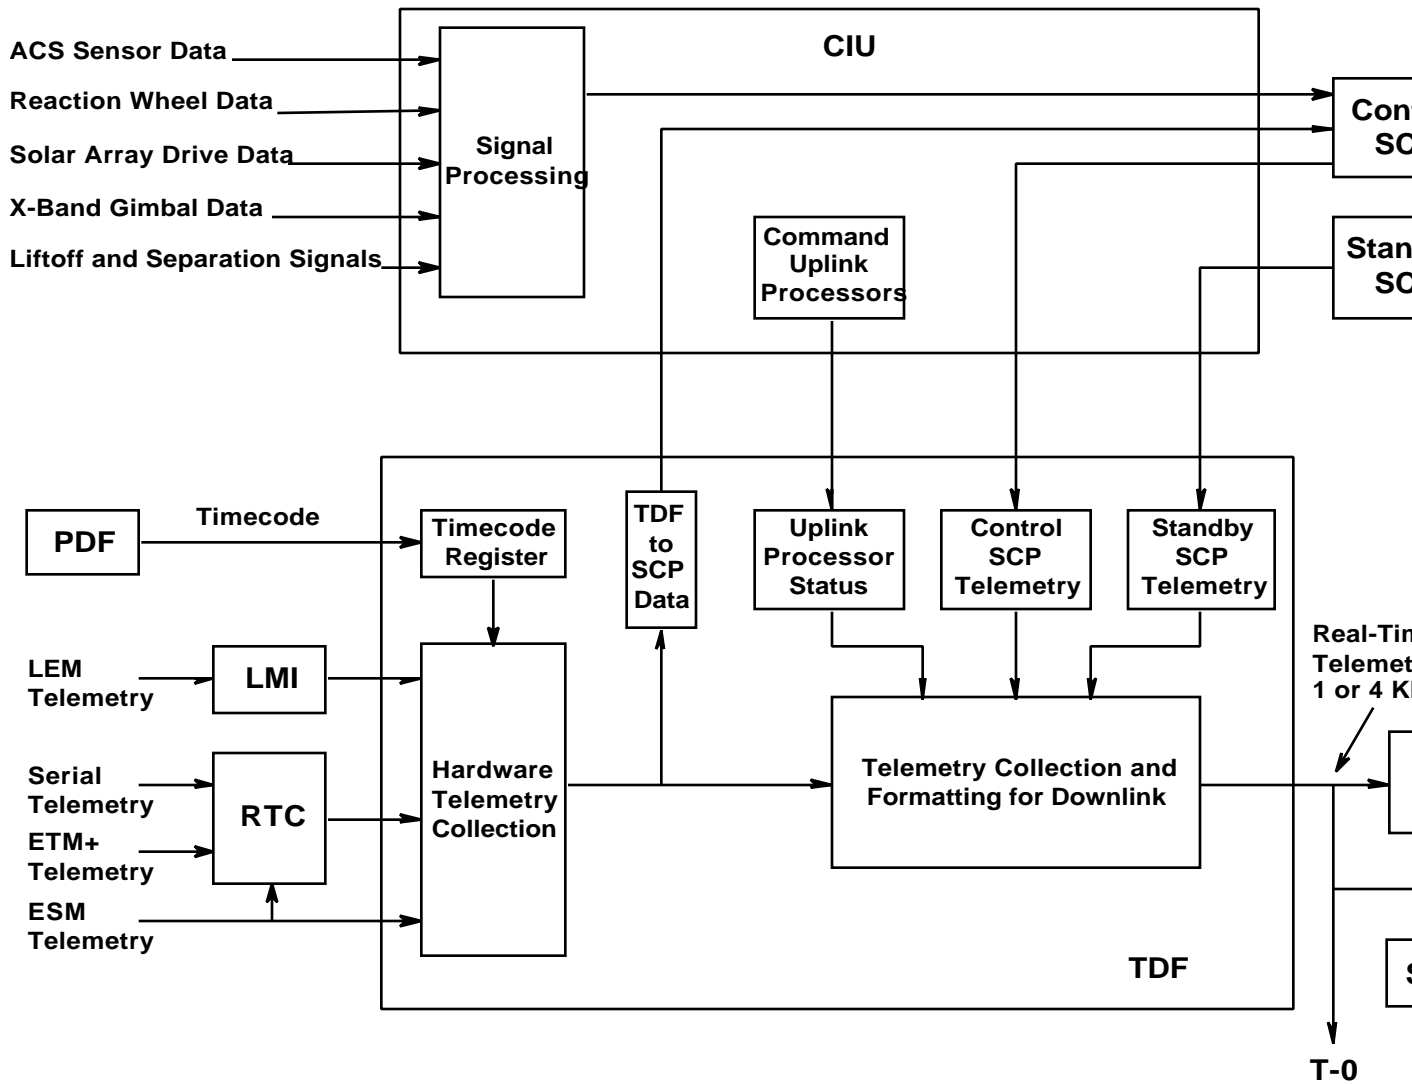 CIU
ACS Sensor Data
Reaction Wheel Data
Solar Array Drive Data
X-Band Gimbal Data
Liftoff and Separation Signals
Signal
Processing
Command
Uplink
Processors
PDF
Timecode
Timecode
Register
TDF
to
SCP
Data
Uplink
Processor
Status
Control
SCP
Telemetry
Standby
SCP
Telemetry
LEM
Telemetry
LMI
Serial
Telemetry
ETM+
Telemetry
RTC
ESM
Telemetry
Hardware
Telemetry
Collection
Telemetry Collection and
Formatting for Downlink
1 or 4
TDF
T-0